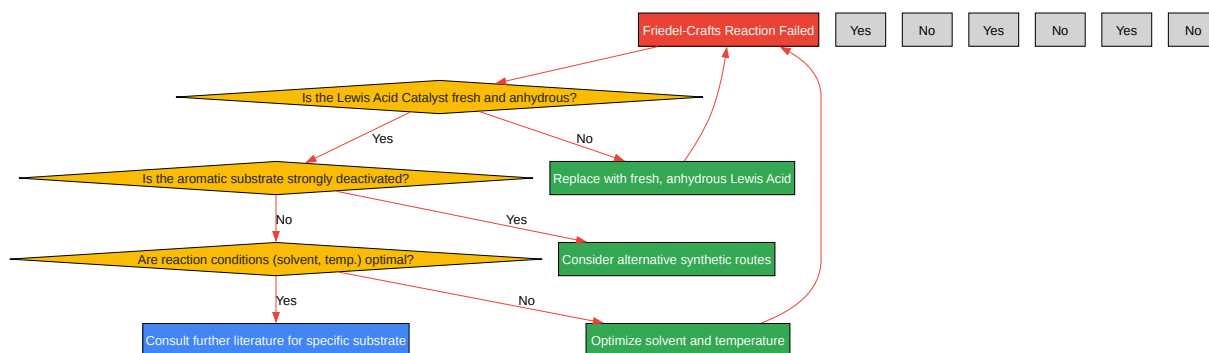 Friedel-Crafts Reaction Failed
Yes
No
Yes
No
Yes
No
Is the Lewis Acid Catalyst fresh and anhydrous?
Yes
No
Is the aromatic substrate strongly deactivated?
Replace with fresh, anhydrous Lewis Acid
No
Yes
Are reaction conditions (solvent, temp.) optimal?
Consider alternative synthetic routes
Yes
No
Consult further literature for specific substrate
Optimize solvent and temperature